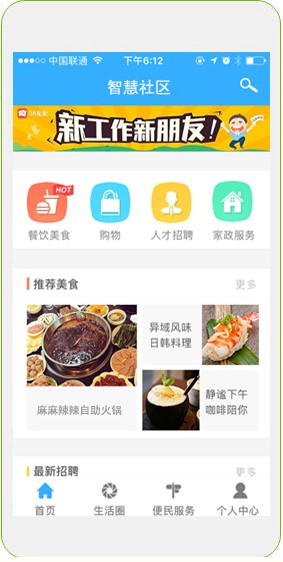 中国联通
下午6:12
智慧社区
新工作新朋友!
HOT
餐饮美食
购物
人才招聘
家政服务
推荐美食
更多
异域风味
日韩料理
麻麻辣辣自助火锅
静谧下午
咖啡陪你
最新招聘
更多
首页
生活圈
便民服务
个人中心